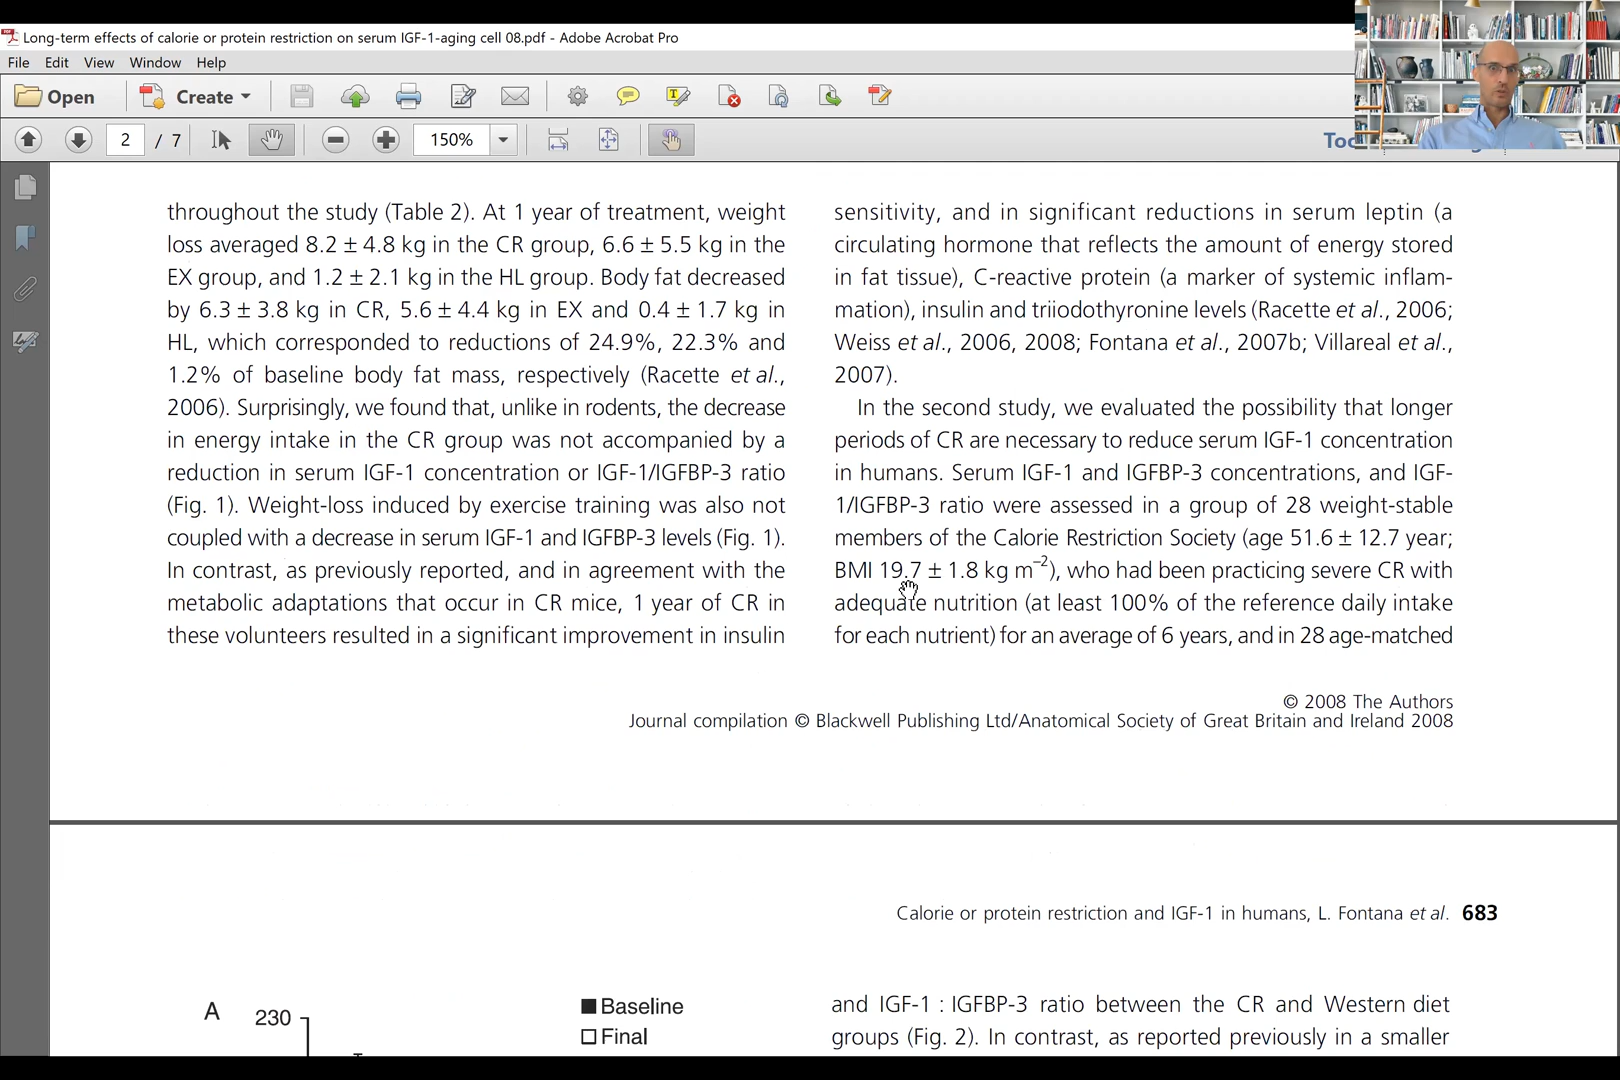 Long-term effects of calorie or protein restriction on serum IGF-1-aging cell 08.pdf - Adobe Acrobat Pro
File Edit View Window Help
Open Create
2 / 7 150%
throughout the study (Table 2). At 1 year of treatment, weight
loss averaged 8.2 ± 4.8 kg in the CR group, 6.6 ± 5.5 kg in the
EX group, and 1.2 ± 2.1 kg in the HL group. Body fat decreased
by 6.3 ± 3.8 kg in CR, 5.6 ± 4.4 kg in EX and 0.4 ± 1.7 kg in
HL, which corresponded to reductions of 24.9%, 22.3% and
1.2% of baseline body fat mass, respectively (Racette et al.,
2006). Surprisingly, we found that, unlike in rodents, the decrease
in energy intake in the CR group was not accompanied by a
reduction in serum IGF-1 concentration or IGF-1/IGFBP-3 ratio
(Fig. 1). Weight-loss induced by exercise training was also not
coupled with a decrease in serum IGF-1 and IGFBP-3 levels (Fig. 1).
In contrast, as previously reported, and in agreement with the
metabolic adaptations that occur in CR mice, 1 year of CR in
these volunteers resulted in a significant improvement in insulin
sensitivity, and in significant reductions in serum leptin (a
circulating hormone that reflects the amount of energy stored
in fat tissue), C-reactive protein (a marker of systemic inflam-
mation), insulin and triiodothyronine levels (Racette et al., 2006;
Weiss et al., 2006, 2008; Fontana et al., 2007b; Villareal et al.,
2007).
In the second study, we evaluated the possibility that longer
periods of CR are necessary to reduce serum IGF-1 concentration
in humans. Serum IGF-1 and IGFBP-3 concentrations, and IGF-
1/IGFBP-3 ratio were assessed in a group of 28 weight-stable
members of the Calorie Restriction Society (age 51.6 ± 12.7 year;
BMI 19.7 ± 1.8 kg m⁻²), who had been practicing severe CR with
adequate nutrition (at least 100% of the reference daily intake
for each nutrient) for an average of 6 years, and in 28 age-matched
© 2008 The Authors
Journal compilation © Blackwell Publishing Ltd/Anatomical Society of Great Britain and Ireland 2008
Calorie or protein restriction and IGF-1 in humans, L. Fontana et al. 683
A 230
Baseline
Final
and IGF-1 : IGFBP-3 ratio between the CR and Western diet
groups (Fig. 2). In contrast, as reported previously in a smaller